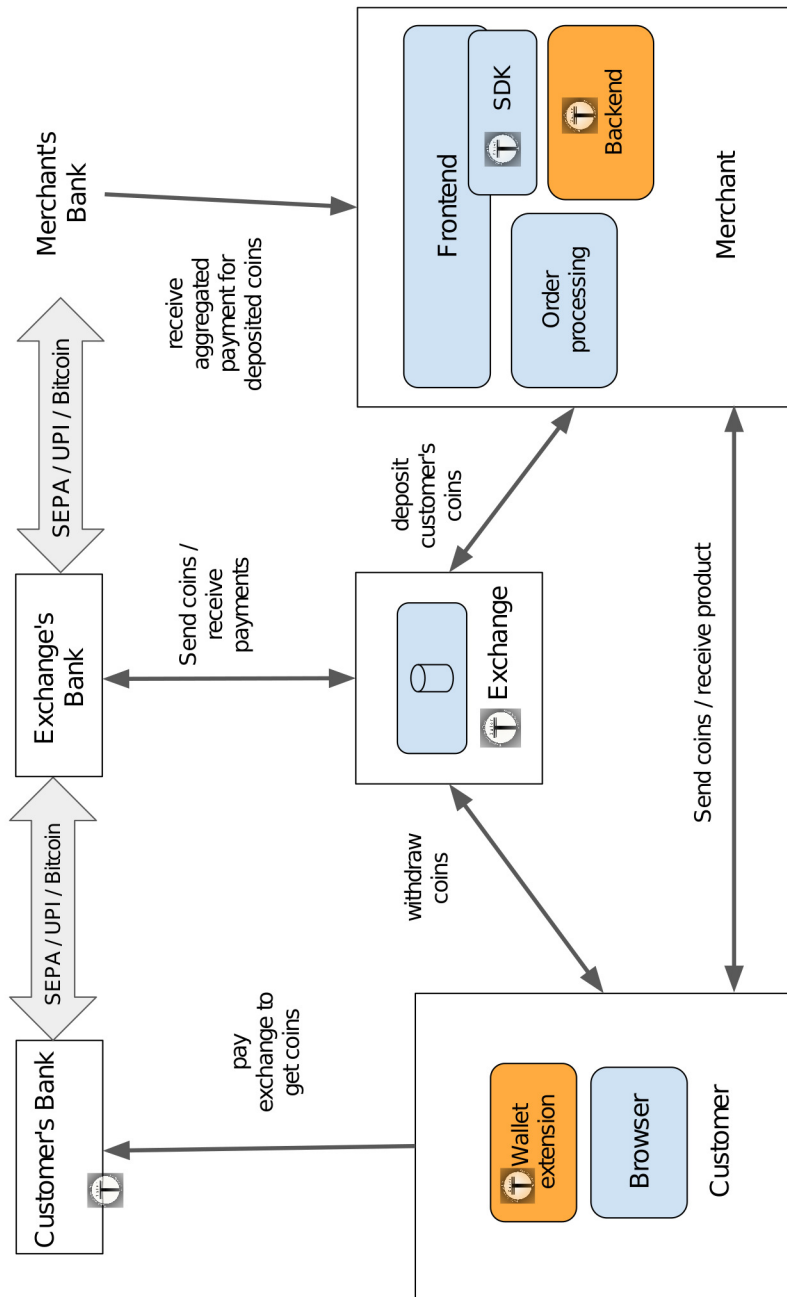 Customer's Bank
SEPA / UPI / Bitcoin
Exchange's
Bank
SEPA / UPI / Bitcoin
Merchant's
Bank
pay
exchange to
get coins
Send coins /
receive
payments
receive
aggregated
payment for
deposited coins
withdraw
coins
deposit
customer's
coins
Wallet
extension
Browser
Customer
Exchange
Frontend
SDK
Order
processing
Backend
Merchant
Send coins / receive product